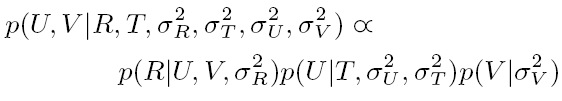 p(U, V|R, T, σ_R^2, σ_T^2, σ_U^2, σ_V^2) ∝
p(R|U, V, σ_R^2)p(U|T, σ_U^2, σ_T^2)p(V|σ_V^2)